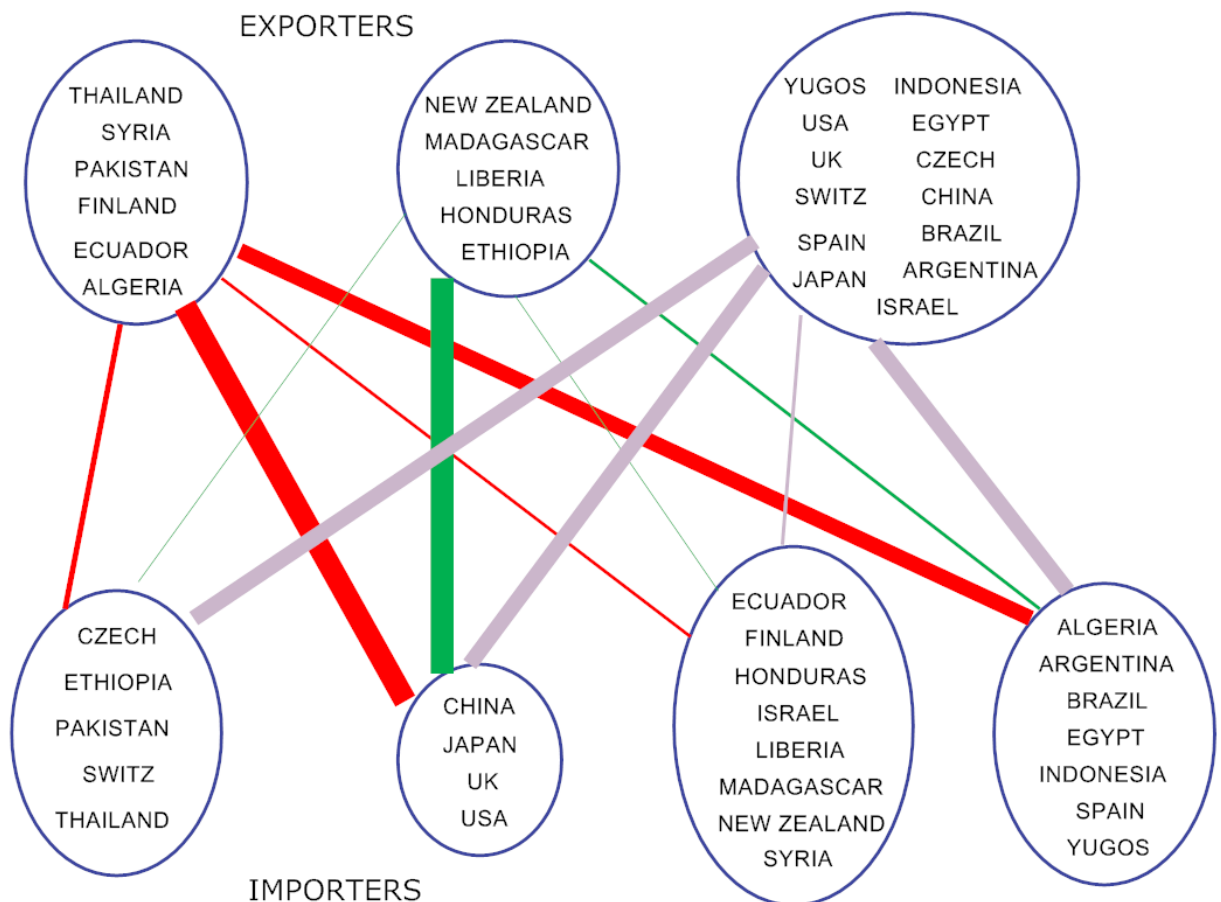 EXPORTERS
THAILAND
SYRIA
PAKISTAN
FINLAND
ECUADOR
ALGERIA
NEW ZEALAND
MADAGASCAR
LIBERIA
HONDURAS
ETHIOPIA
YUGOS INDONESIA
USA EGYPT
UK CZECH
SWITZ CHINA
SPAIN BRAZIL
JAPAN ARGENTINA
ISRAEL
CZECH
ETHIOPIA
PAKISTAN
SWITZ
THAILAND
CHINA
JAPAN
UK
USA
ECUADOR
FINLAND
HONDURAS
ISRAEL
LIBERIA
MADAGASCAR
NEW ZEALAND
SYRIA
ALGERIA
ARGENTINA
BRAZIL
EGYPT
INDONESIA
SPAIN
YUGOS
IMPORTERS